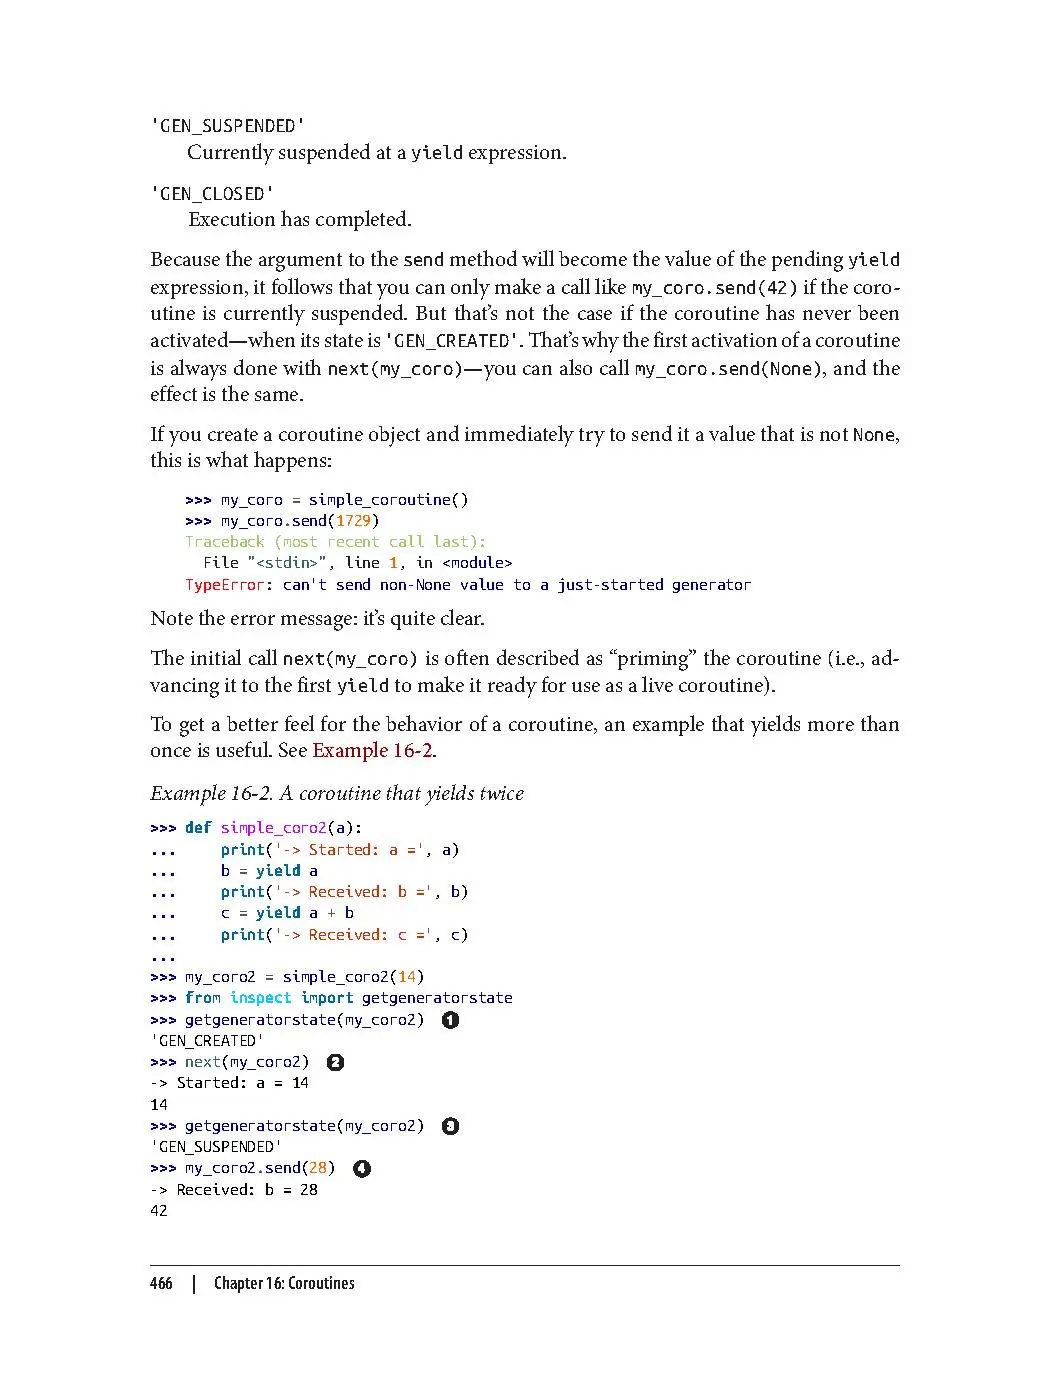 'GEN_SUSPENDED'
Currently suspended at a yield expression.
'GEN_CLOSED'
Execution has completed.
Because the argument to the send method will become the value of the pending yield
expression, it follows that you can only make a call like my_coro.send(42) if the coro-
utine is currently suspended. But that’s not the case if the coroutine has never been
activated—when its state is 'GEN_CREATED'. That’s why the first activation of a coroutine
is always done with next(my_coro)—you can also call my_coro.send(None), and the
effect is the same.
If you create a coroutine object and immediately try to send it a value that is not None,
this is what happens:
>>> my_coro = simple_coroutine()
>>> my_coro.send(1729)
Traceback (most recent call last):
  File "<stdin>", line 1, in <module>
TypeError: can't send non-None value to a just-started generator
Note the error message: it’s quite clear.
The initial call next(my_coro) is often described as “priming” the coroutine (i.e., ad-
vancing it to the first yield to make it ready for use as a live coroutine).
To get a better feel for the behavior of a coroutine, an example that yields more than
once is useful. See Example 16-2.
Example 16-2. A coroutine that yields twice
>>> def simple_coro2(a):
...     print('-> Started: a =', a)
...     b = yield a
...     print('-> Received: b =', b)
...     c = yield a + b
...     print('-> Received: c =', c)
...
>>> my_coro2 = simple_coro2(14)
>>> from inspect import getgeneratorstate
>>> getgeneratorstate(my_coro2) ❶
'GEN_CREATED'
>>> next(my_coro2) ❷
-> Started: a = 14
14
>>> getgeneratorstate(my_coro2) ❸
'GEN_SUSPENDED'
>>> my_coro2.send(28) ❹
-> Received: b = 28
42
466 | Chapter 16: Coroutines